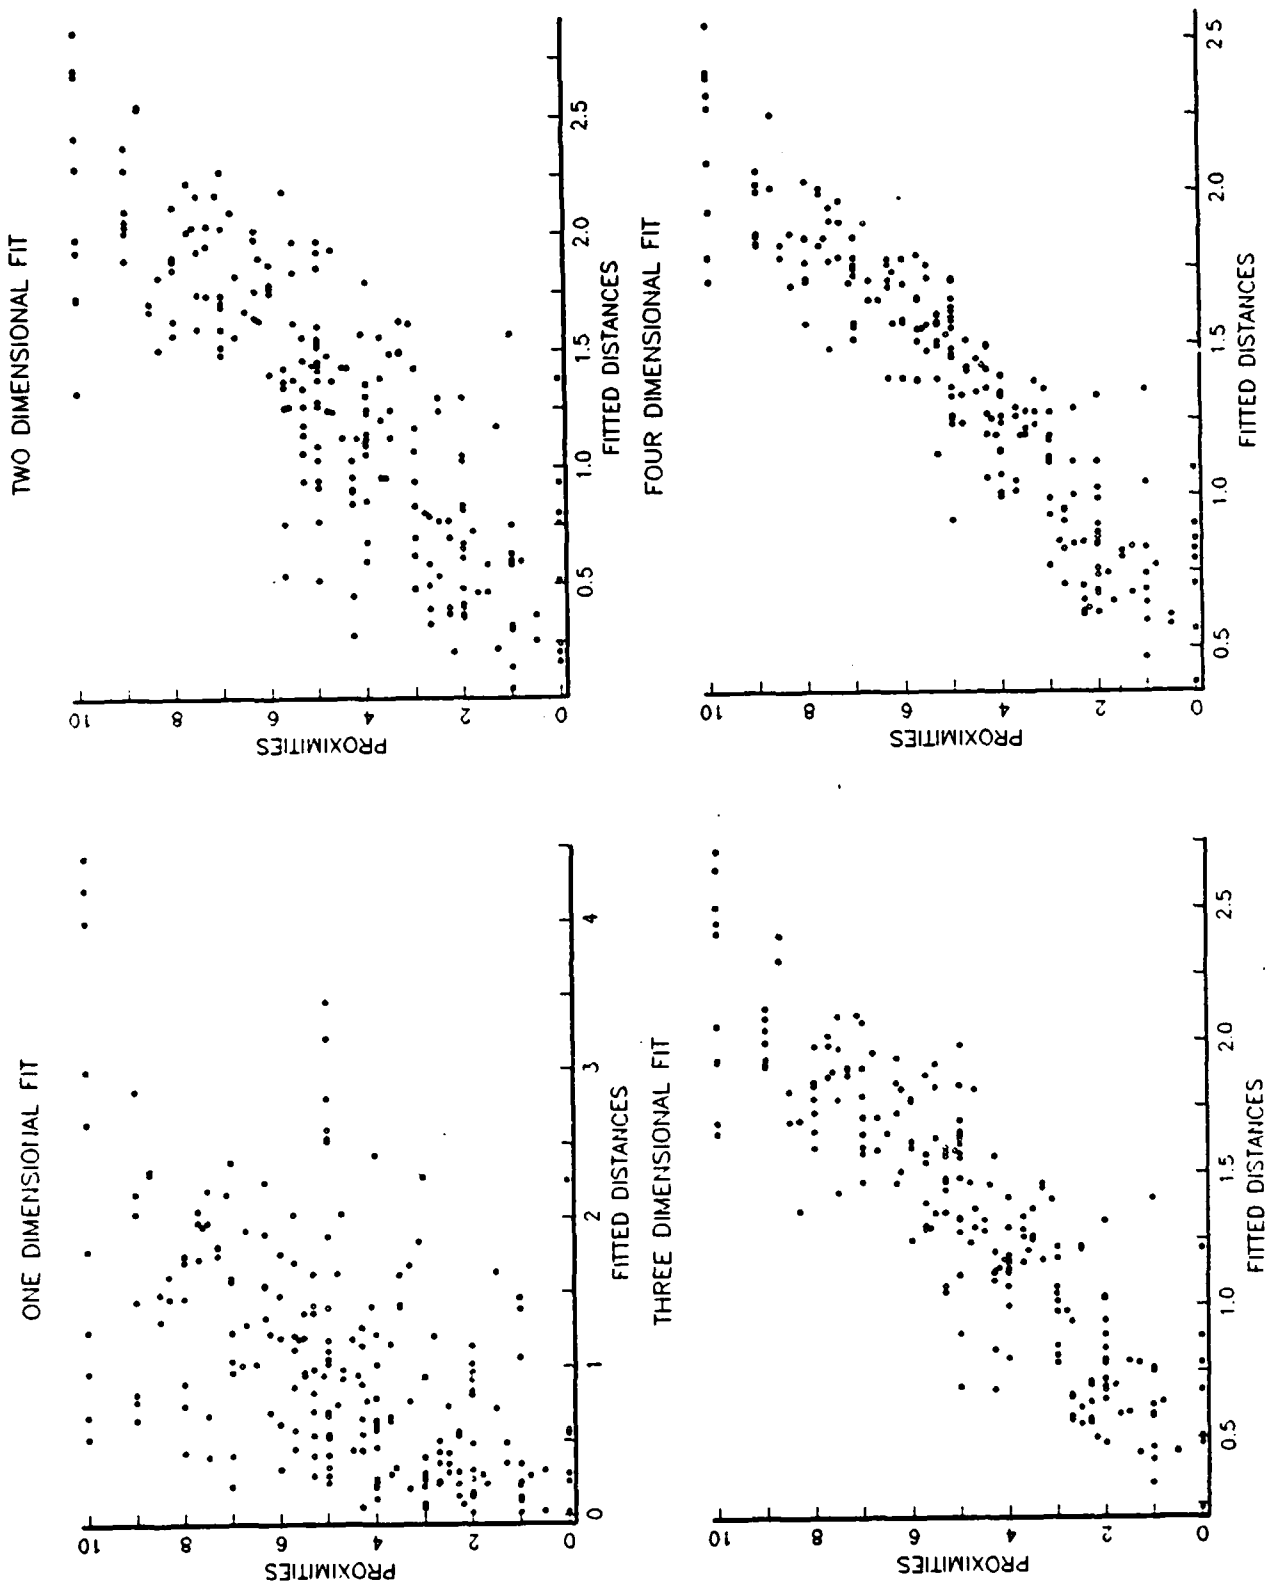 ONE DIMENSIONAL FIT
PROXIMITIES
10
8
6
4
2
0
0 1 2 3 4
FITTED DISTANCES
TWO DIMENSIONAL FIT
PROXIMITIES
10
8
6
4
2
0
0.5 1.0 1.5 2.0 2.5
FITTED DISTANCES
THREE DIMENSIONAL FIT
PROXIMITIES
10
8
6
4
2
0
0.5 1.0 1.5 2.0 2.5
FITTED DISTANCES
FOUR DIMENSIONAL FIT
PROXIMITIES
10
8
6
4
2
0
0.5 1.0 1.5 2.0 2 5
FITTED DISTANCES